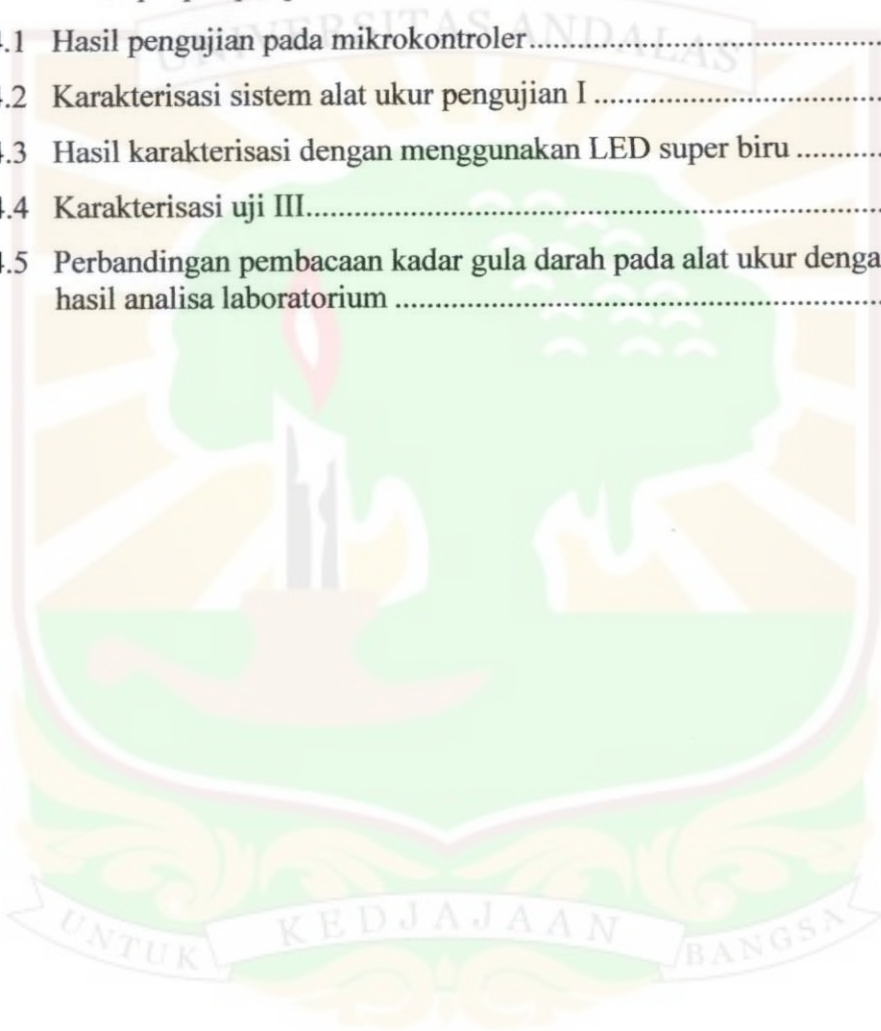 UNIVERSITAS ANDALAS
.1 Hasil pengujian pada mikrokontroler
.2 Karakterisasi sistem alat ukur pengujian I
.3 Hasil karakterisasi dengan menggunakan LED super biru
.4 Karakterisasi uji III
.5 Perbandingan pembacaan kadar gula darah pada alat ukur denga
hasil analisa laboratorium
UNTUK KEDJAJAAN BANGSA